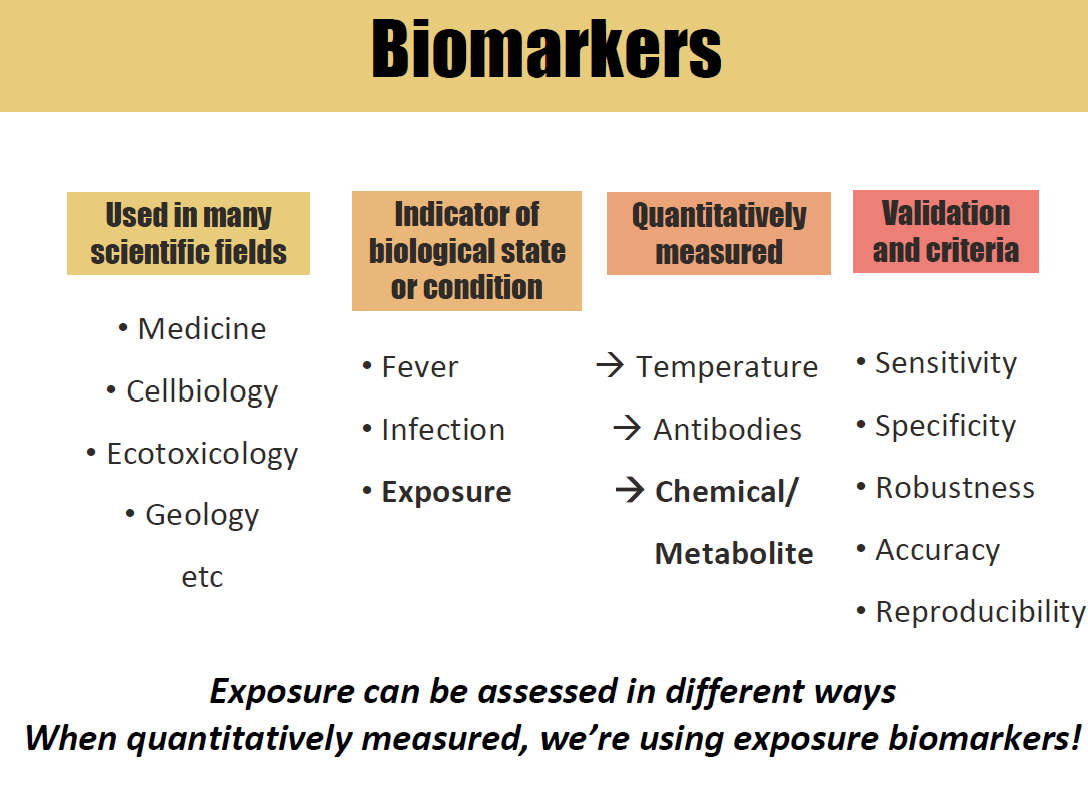 Biomarkers
Used in many
scientific fields
• Medicine
• Cellbiology
• Ecotoxicology
• Geology
etc
Indicator of
biological state
or condition
• Fever
• Infection
• Exposure
Quantitatively
measured
→ Temperature
→ Antibodies
→ Chemical/
Metabolite
Validation
and criteria
• Sensitivity
• Specificity
• Robustness
• Accuracy
• Reproducibility
Exposure can be assessed in different ways
When quantitatively measured, we’re using exposure biomarkers!